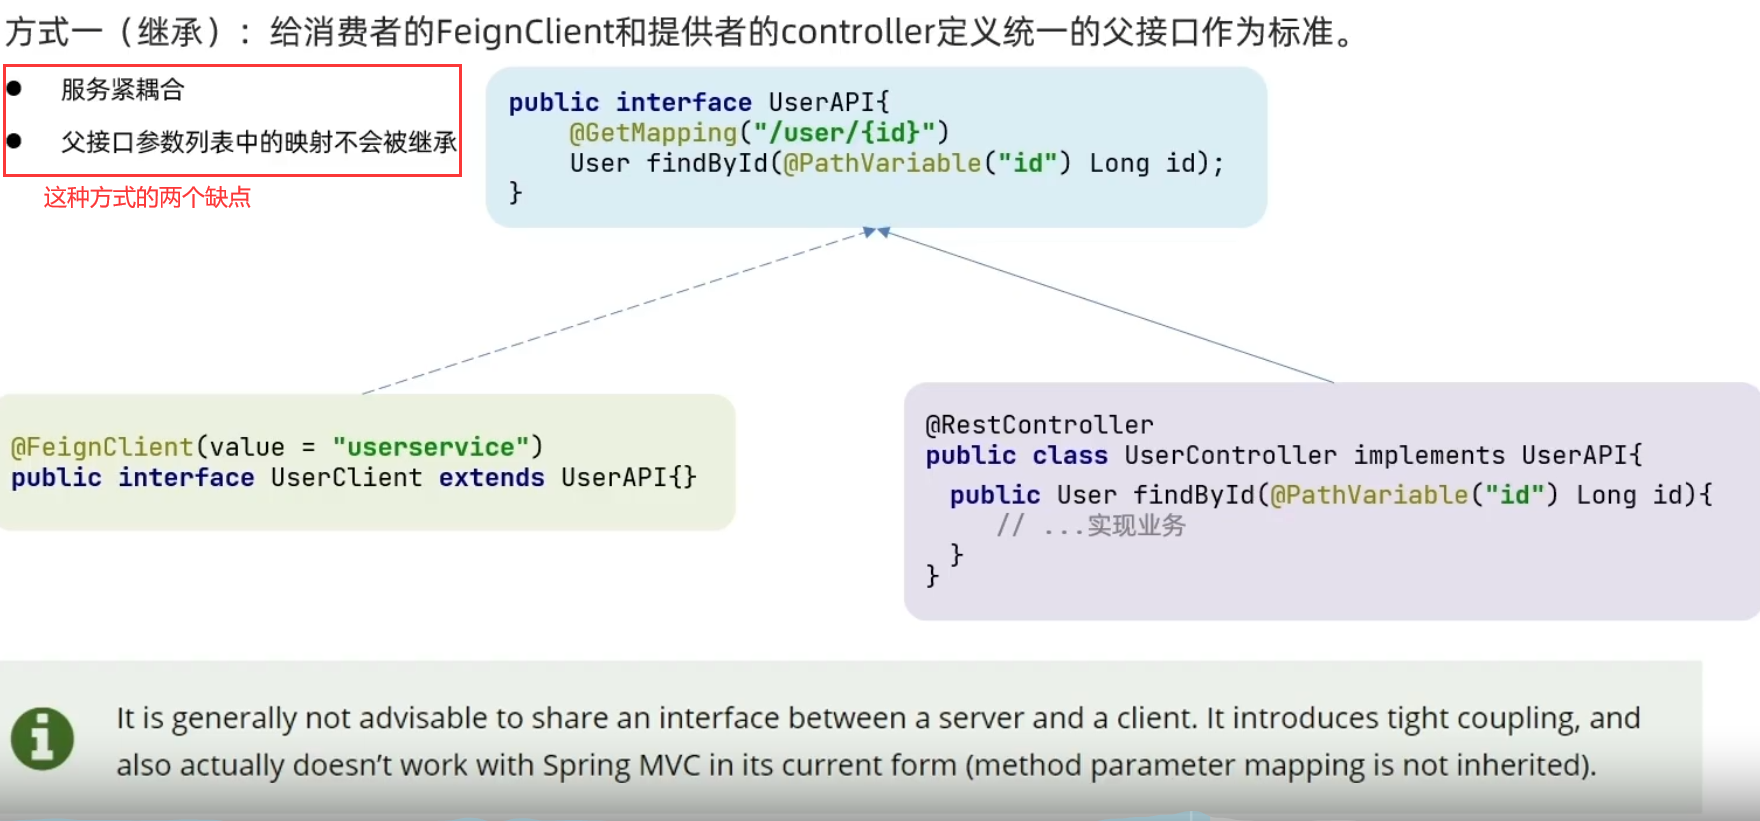 方式一（继承）：给消费者的FeignClient和提供者的controller定义统一的父接口作为标准。
● 服务紧耦合
● 父接口参数列表中的映射不会被继承
这种方式的两个缺点
public interface UserAPI{
@GetMapping("/user/{id}")
User findById(@PathVariable("id") Long id);
}
@FeignClient(value = "userservice")
public interface UserClient extends UserAPI{}
@RestController
public class UserController implements UserAPI{
public User findById(@PathVariable("id") Long id){
// ...实现业务
}
}
It is generally not advisable to share an interface between a server and a client. It introduces tight coupling, and
also actually doesn’t work with Spring MVC in its current form (method parameter mapping is not inherited).